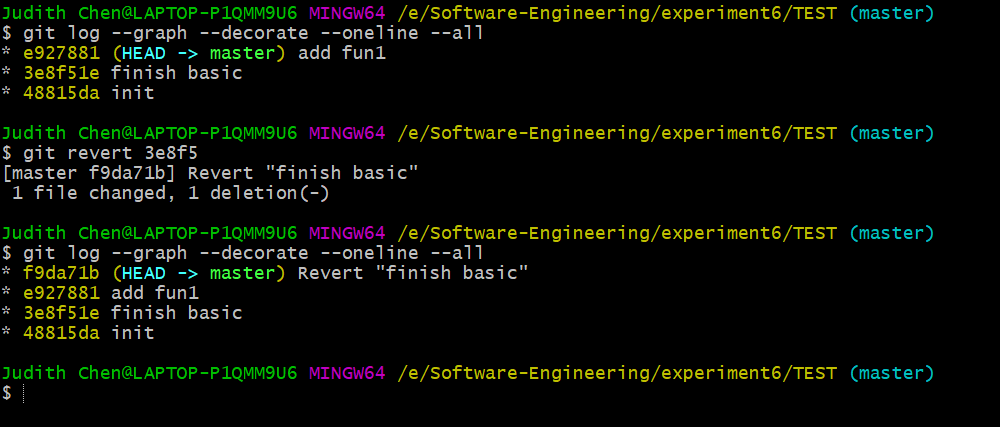 Judith Chen@LAPTOP-P1QMM9U6 MINGW64 /e/Software-Engineering/experiment6/TEST (master)
$ git log --graph --decorate --oneline --all
* e927881 (HEAD -> master) add fun1
* 3e8f51e finish basic
* 48815da init
Judith Chen@LAPTOP-P1QMM9U6 MINGW64 /e/Software-Engineering/experiment6/TEST (master)
$ git revert 3e8f5
[master f9da71b] Revert "finish basic"
 1 file changed, 1 deletion(-)
Judith Chen@LAPTOP-P1QMM9U6 MINGW64 /e/Software-Engineering/experiment6/TEST (master)
$ git log --graph --decorate --oneline --all
* f9da71b (HEAD -> master) Revert "finish basic"
* e927881 add fun1
* 3e8f51e finish basic
* 48815da init
Judith Chen@LAPTOP-P1QMM9U6 MINGW64 /e/Software-Engineering/experiment6/TEST (master)
$